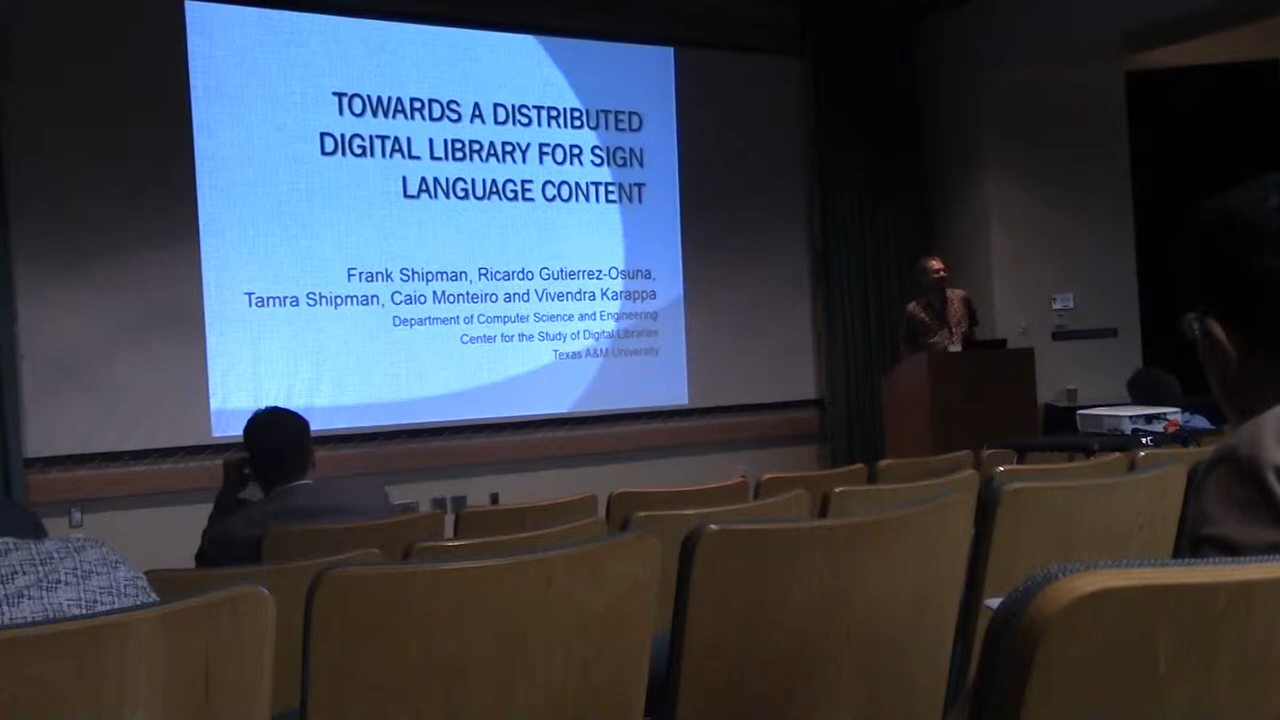 TOWARDS A DISTRIBUTED
DIGITAL LIBRARY FOR SIGN
LANGUAGE CONTENT
Frank Shipman, Ricardo Gutierrez-Osuna,
Tamra Shipman, Caio Monteiro and Vivendra Karappa
Department of Computer Science and Engineering
Center for the Study of Digital Libraries
Texas A&M University